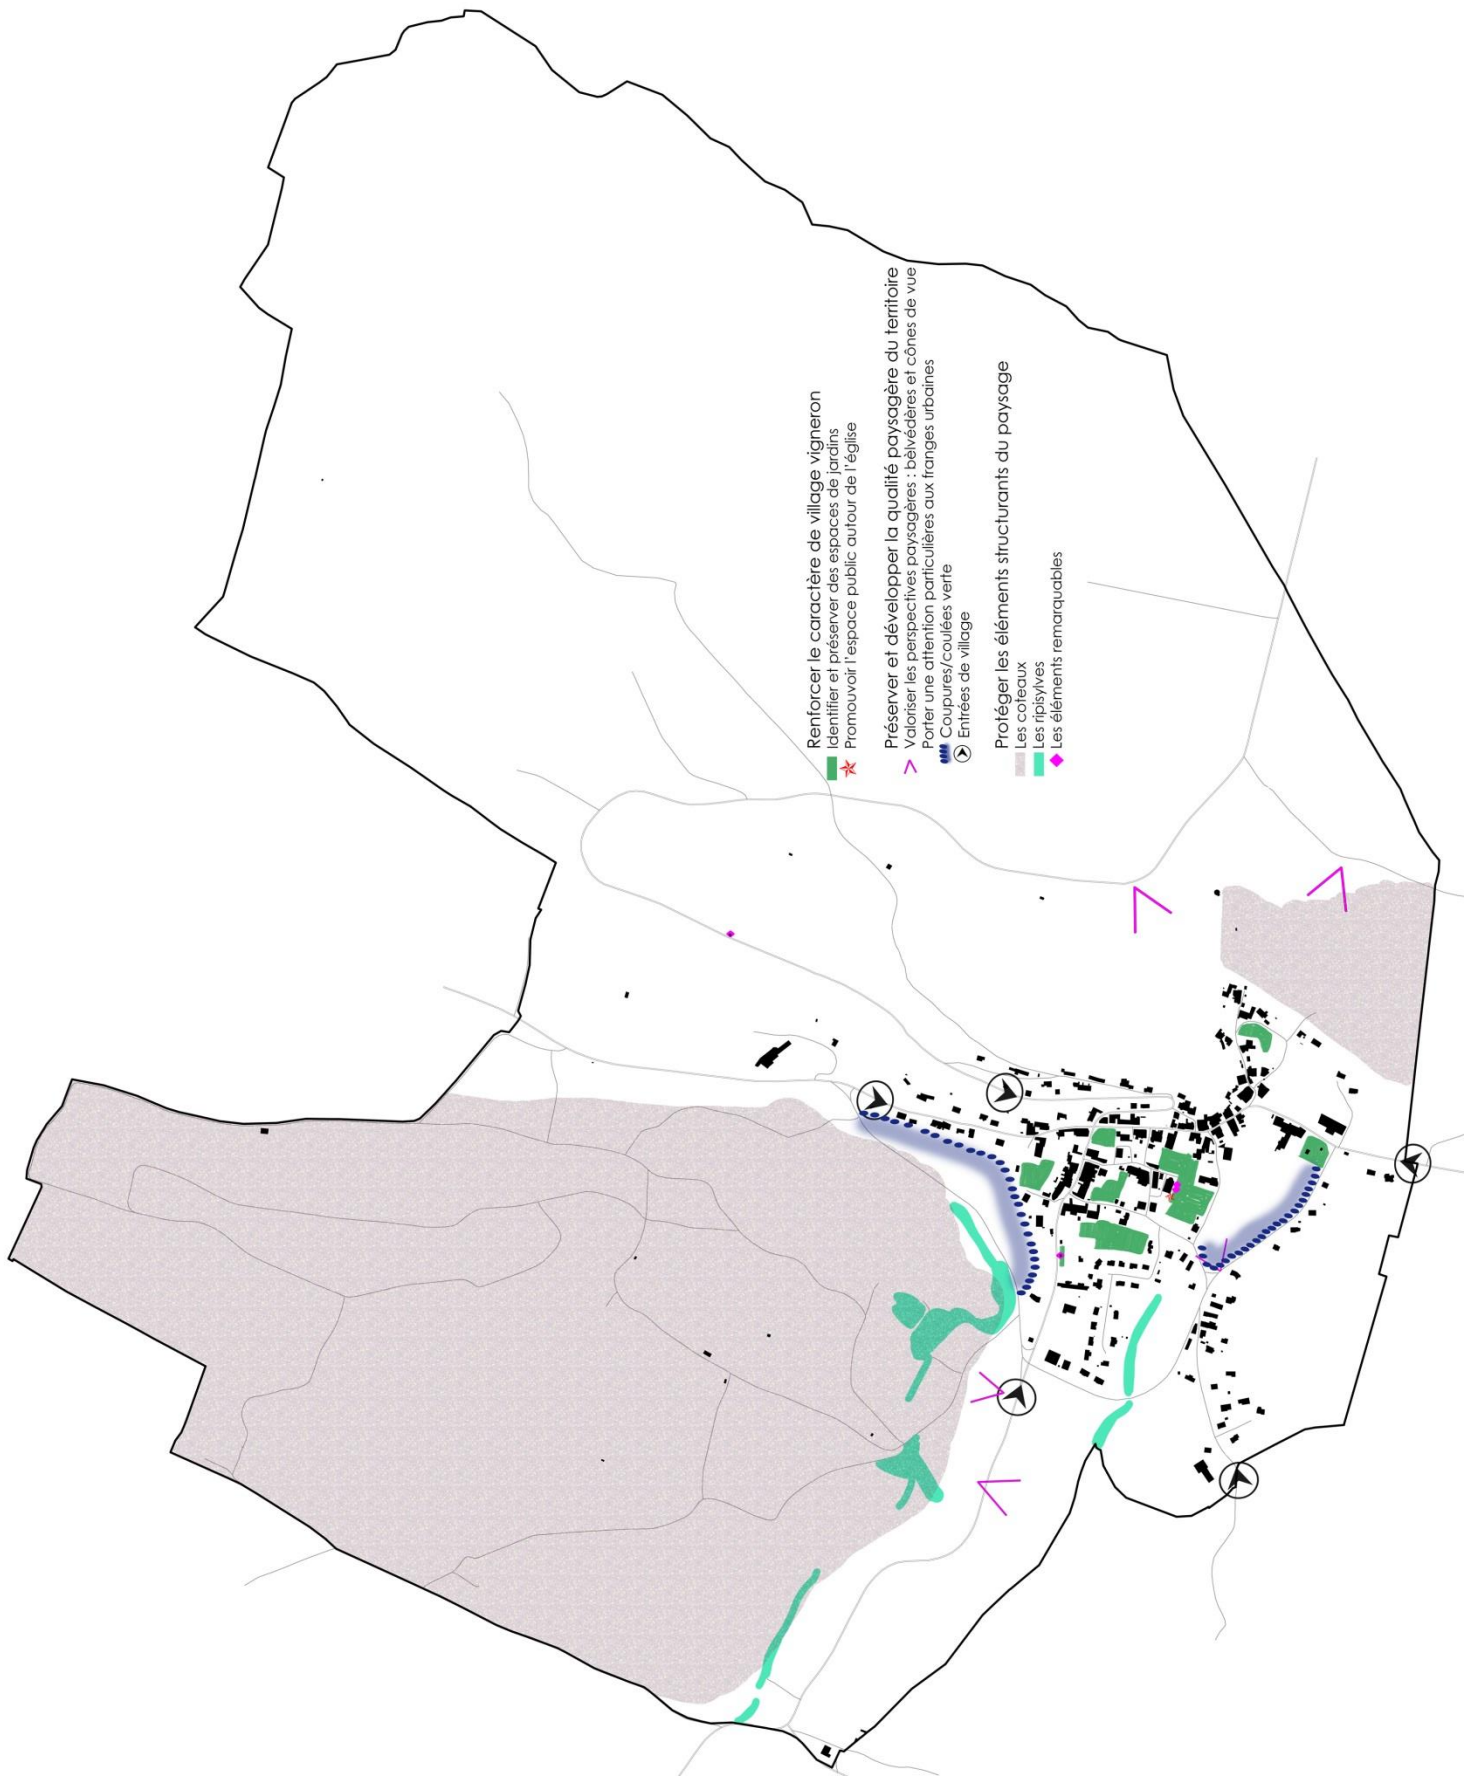 Renforcer le caractère de village vigneron
Identifier et préserver des espaces de jardins
Promouvoir l'espace public autour de l'église
Préserver et développer la qualité paysagère du territoire
Valoriser les perspectives paysagères : belvédères et cônes de vue
Porter une attention particulières aux franges urbaines
Coupures/coulées verte
Entrées de village
Protéger les éléments structurants du paysage
Les coteaux
Les ripisylves
Les éléments remarquables